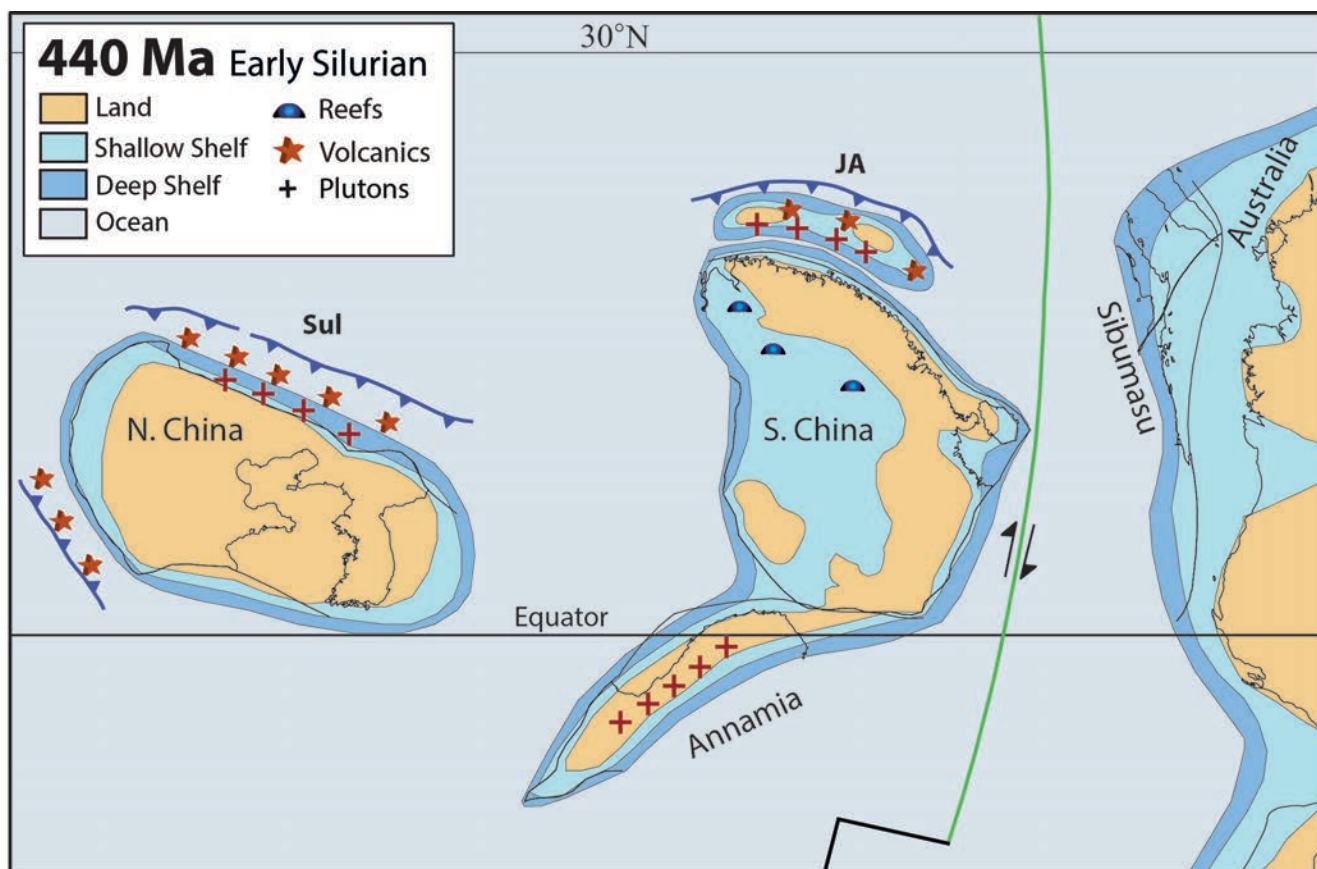 30°N
440 Ma Early Silurian
Land
Shallow Shelf
Deep Shelf
Ocean
Reefs
Volcanics
Plutons
JA
Australia
Sibumasu
Sul
N. China
S. China
Equator
Annamia